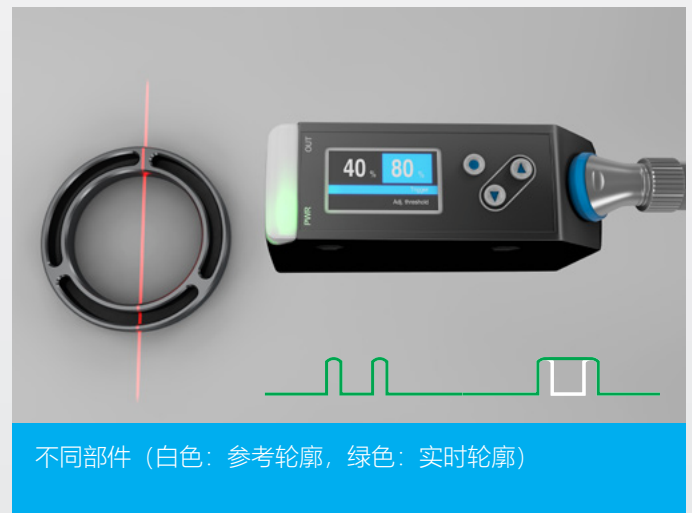 OUT
PWR
40 % 80 %
Trigger
Adj. threshold
不同部件（白色：参考轮廓，绿色：实时轮廓）